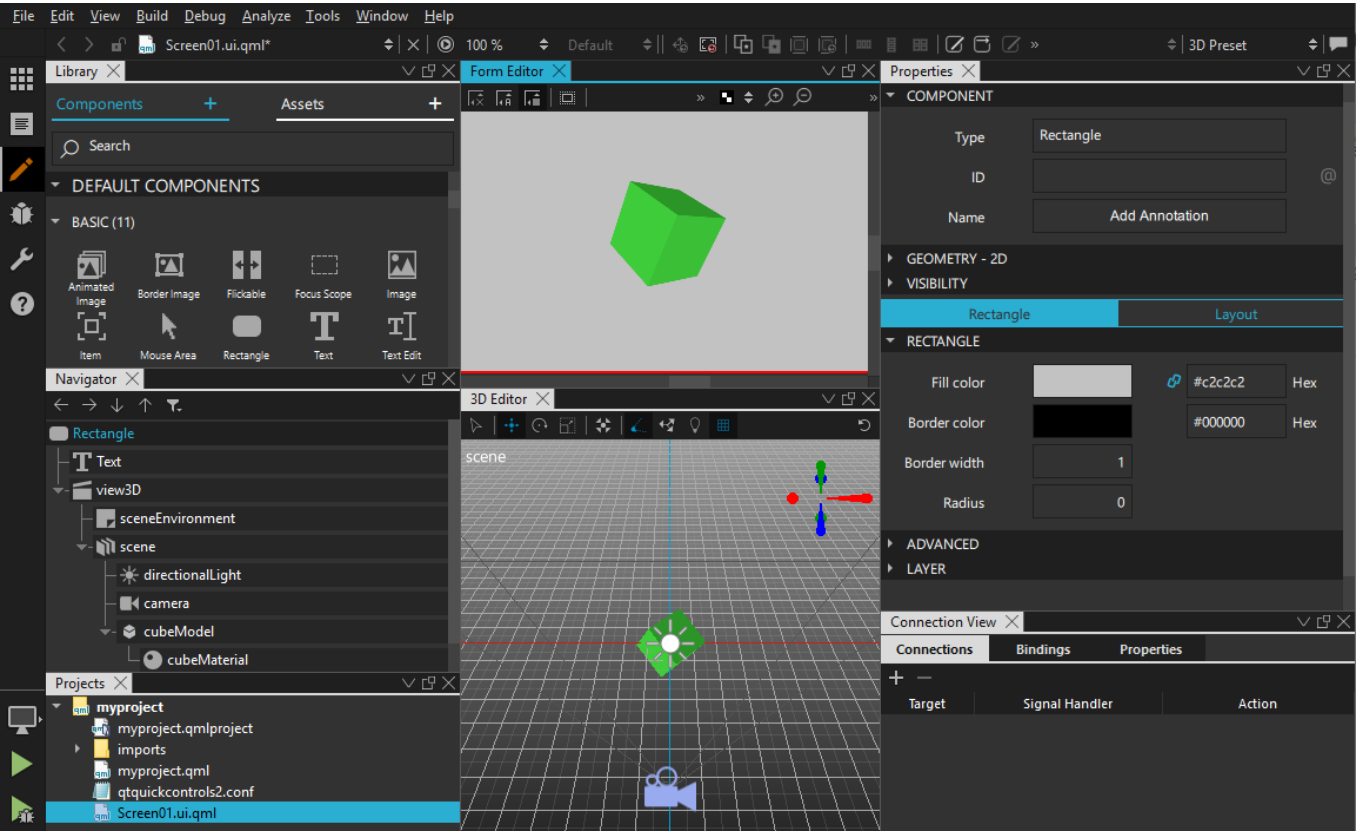 File Edit View Build Debug Analyze Tools Window Help
Screen01.ui.qml* 100 % Default 3D Preset
Library
Components + Assets +
Search
DEFAULT COMPONENTS
BASIC (11)
Animated Image
Border Image
Flickable
Focus Scope
Image
Item
Mouse Area
Rectangle
Text
Text Edit
Navigator
Rectangle
Text
view3D
sceneEnvironment
scene
directionalLight
camera
cubeModel
cubeMaterial
Projects
myproject
myproject.qmlproject
imports
myproject.qml
qtquickcontrols2.conf
Screen01.ui.qml
Form Editor
3D Editor
scene
Properties
COMPONENT
Type Rectangle
ID @
Name Add Annotation
GEOMETRY - 2D
VISIBILITY
Rectangle Layout
RECTANGLE
Fill color #c2c2c2 Hex
Border color #000000 Hex
Border width 1
Radius 0
ADVANCED
LAYER
Connection View
Connections Bindings Properties
Target Signal Handler Action